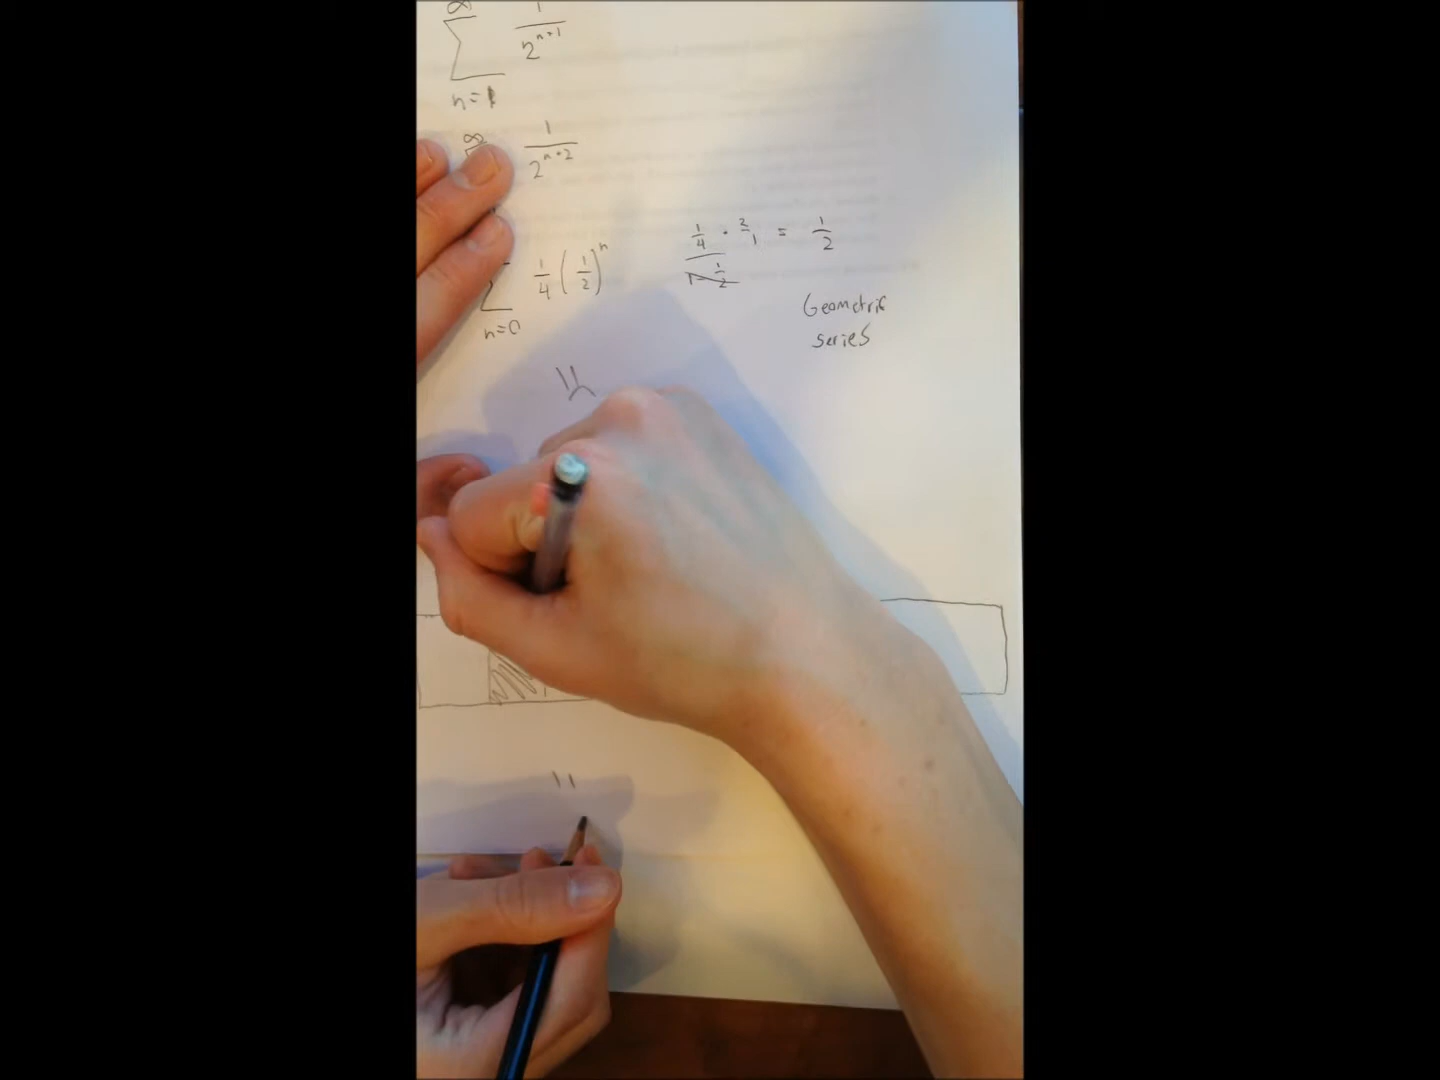 ∞ Σ n=1 1/2^(n+1)
∞ 1/2^(n+2)
Σ n=0 1/4 (1/2)^n
1/4 / 1-1/2 · 2/1 = 1/2
Geometric
series